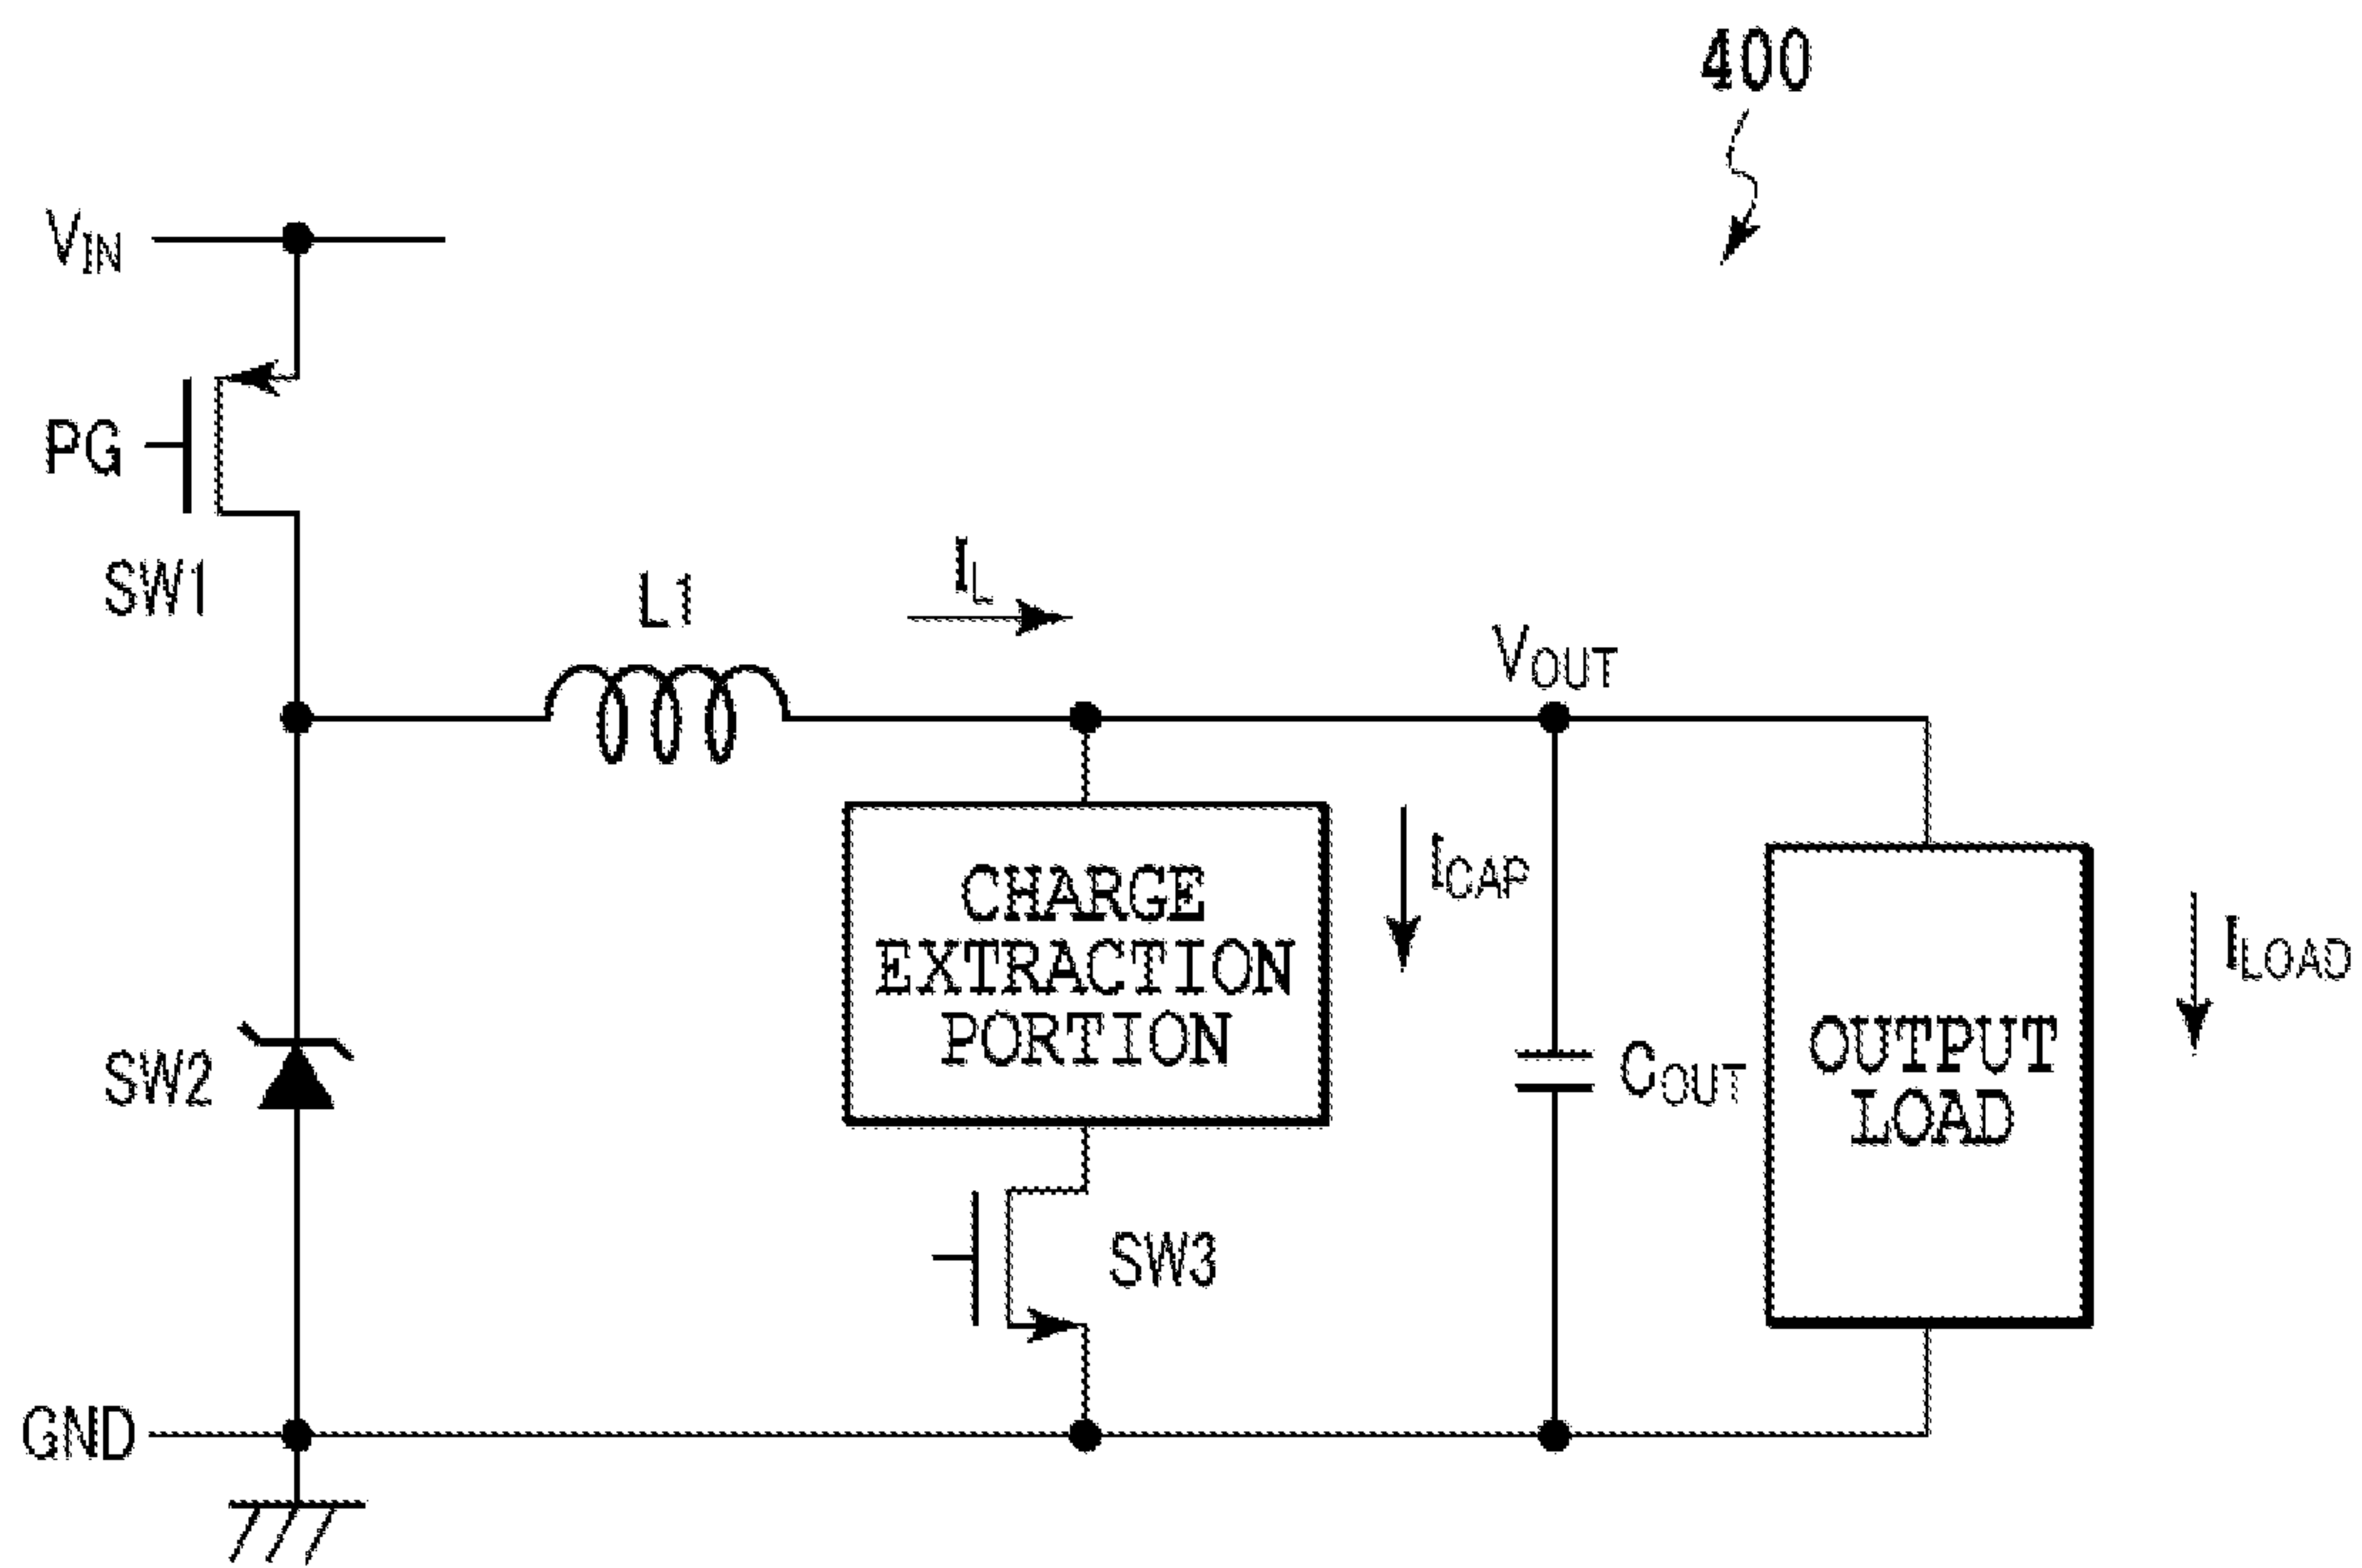 400
VIN
PG
SW1
L1
IL
VOUT
CHARGE
EXTRACTION
PORTION
ICAP
COUT
OUTPUT
LOAD
ILOAD
SW2
SW3
GND